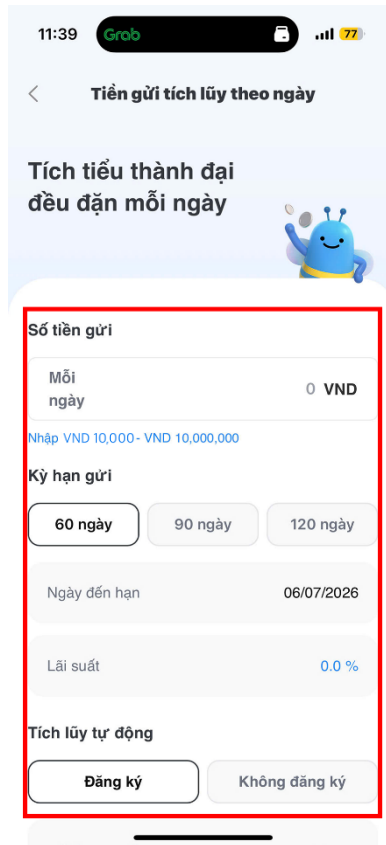 11:39 Grab 77
Tiền gửi tích lũy theo ngày
Tích tiểu thành đại
đều đặn mỗi ngày
Số tiền gửi
Mỗi
ngày
0 VND
Nhập VND 10,000 - VND 10,000,000
Kỳ hạn gửi
60 ngày 90 ngày 120 ngày
Ngày đến hạn 06/07/2026
Lãi suất 0.0 %
Tích lũy tự động
Đăng ký Không đăng ký